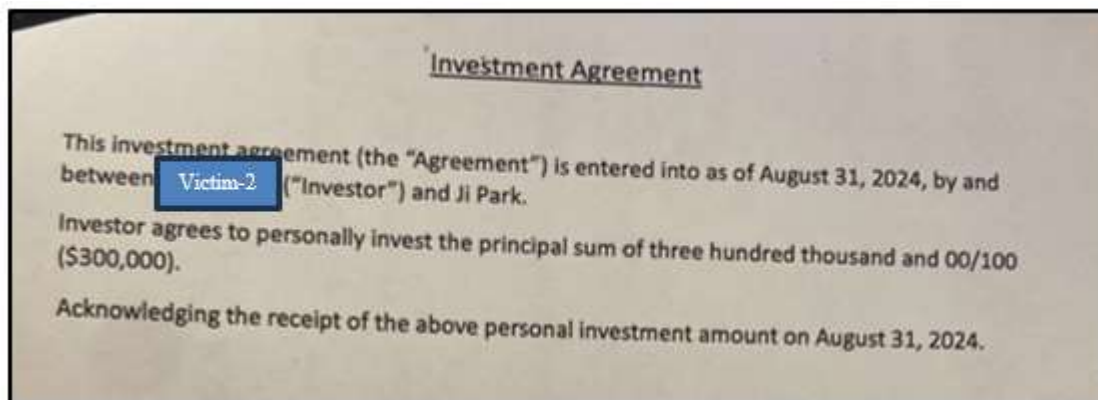 Investment Agreement
This investment agreement (the “Agreement”) is entered into as of August 31, 2024, by and
between Victim-2 (“Investor”) and Ji Park.
Investor agrees to personally invest the principal sum of three hundred thousand and 00/100
($300,000).
Acknowledging the receipt of the above personal investment amount on August 31, 2024.